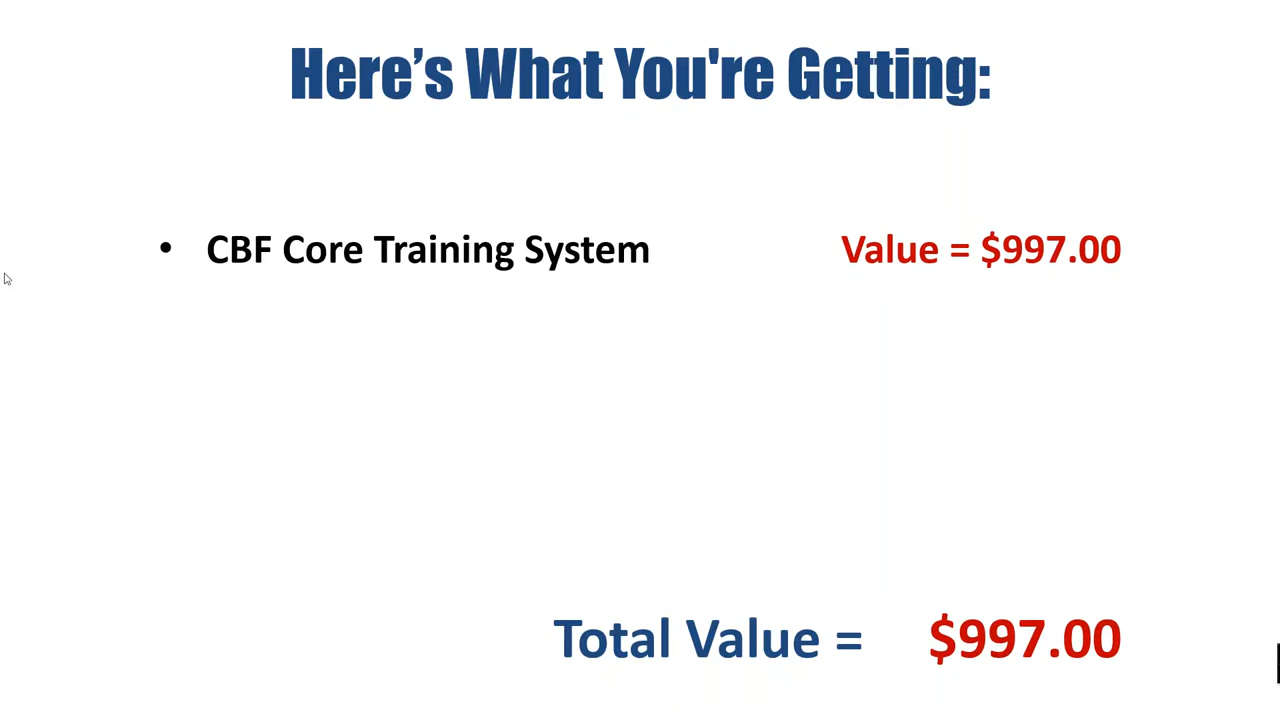 Here’s What You're Getting:
• CBF Core Training System Value = $997.00
Total Value = $997.00